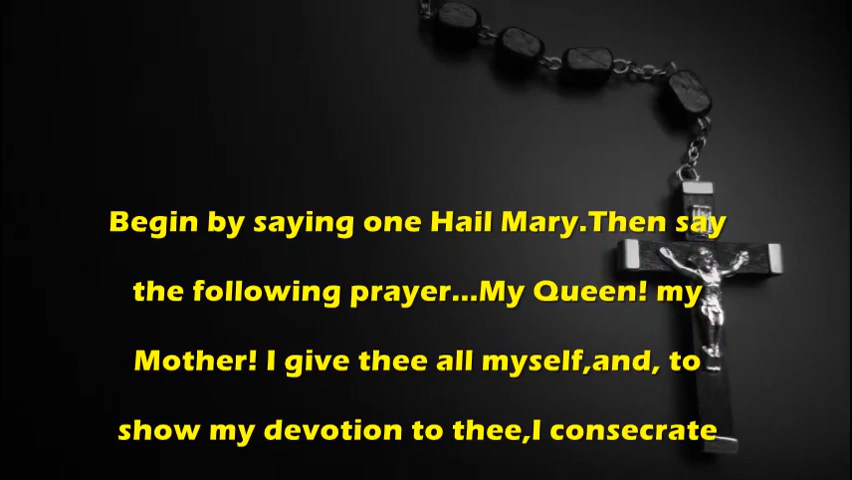 Begin by saying one Hail Mary.Then say
the following prayer...My Queen! my
Mother! I give thee all myself,and, to
show my devotion to thee,I consecrate